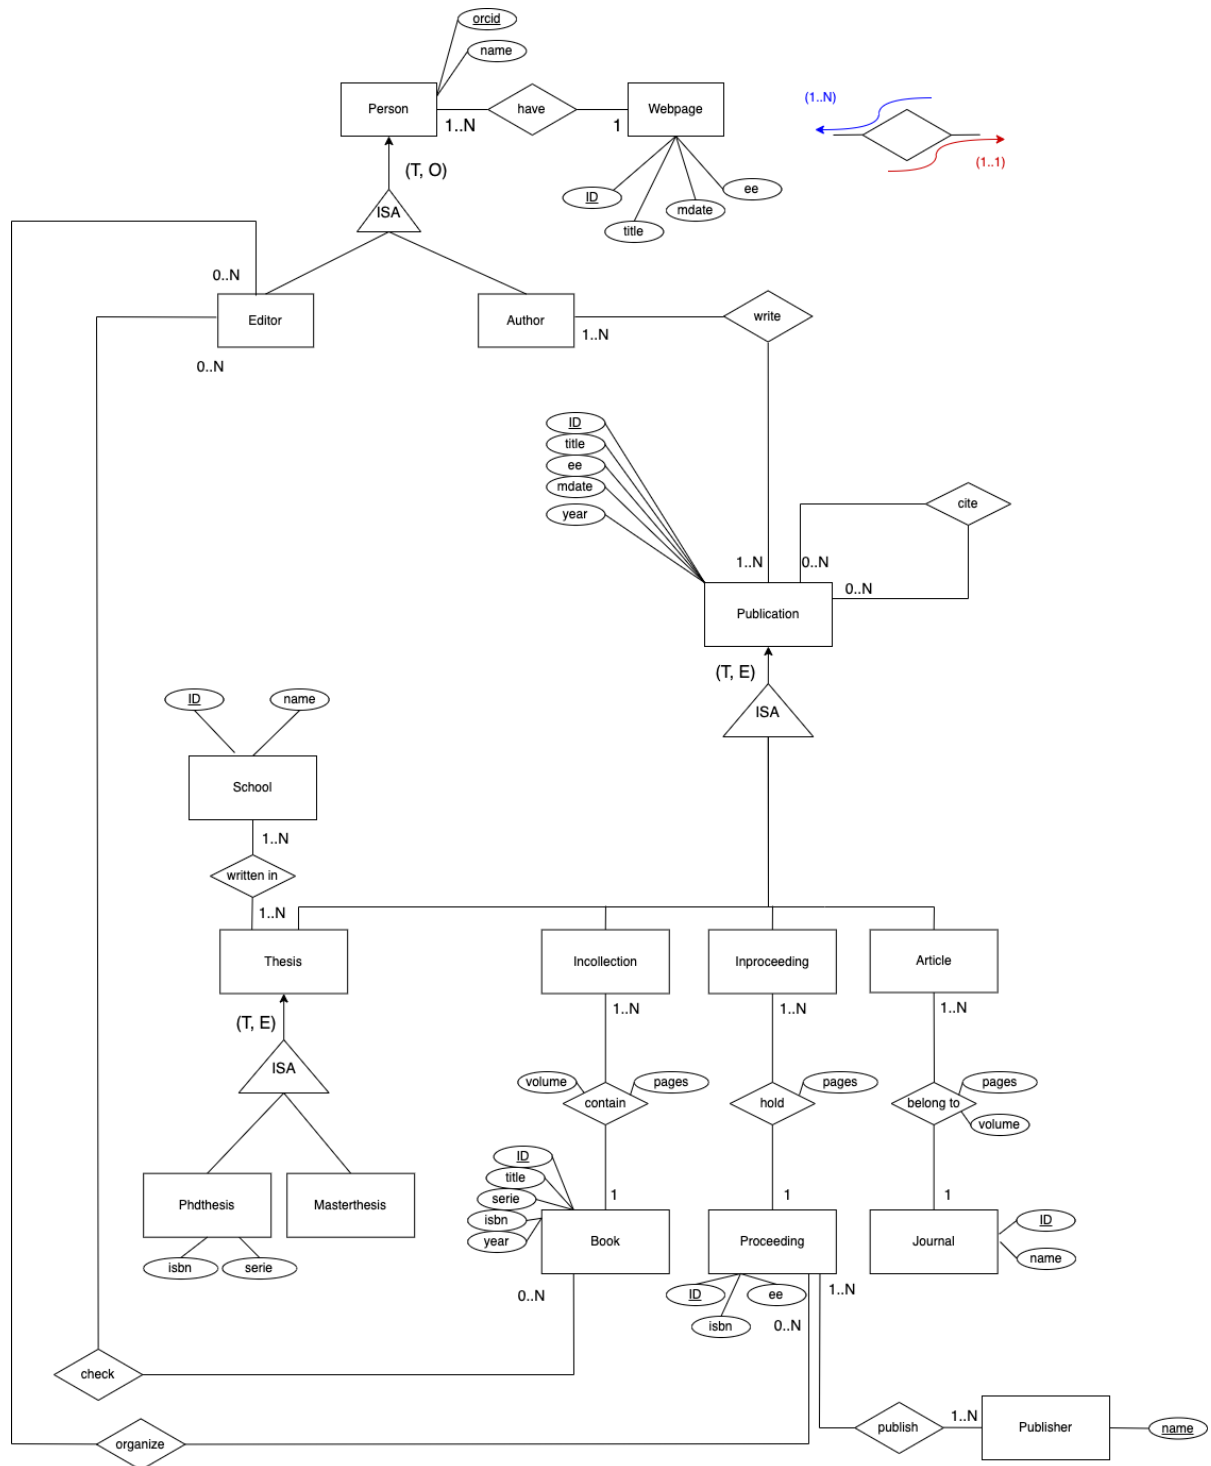 orcid
name
Person
have
Webpage
1..N
1
(1..N)
(1..1)
(T, O)
ISA
ID
title
mdate
ee
0..N
Editor
Author
write
0..N
1..N
ID
title
ee
mdate
year
cite
1..N
0..N
0..N
Publication
(T, E)
ISA
ID
name
School
1..N
written in
1..N
Thesis
Incollection
Inproceeding
Article
(T, E)
1..N
1..N
1..N
ISA
volume
pages
contain
pages
hold
pages
belong to
volume
Phdthesis
Masterthesis
isbn
serie
ID
title
serie
isbn
year
1
1
1
Book
Proceeding
Journal
ID
name
0..N
ID
ee
isbn
1..N
0..N
check
organize
publish
1..N
Publisher
name